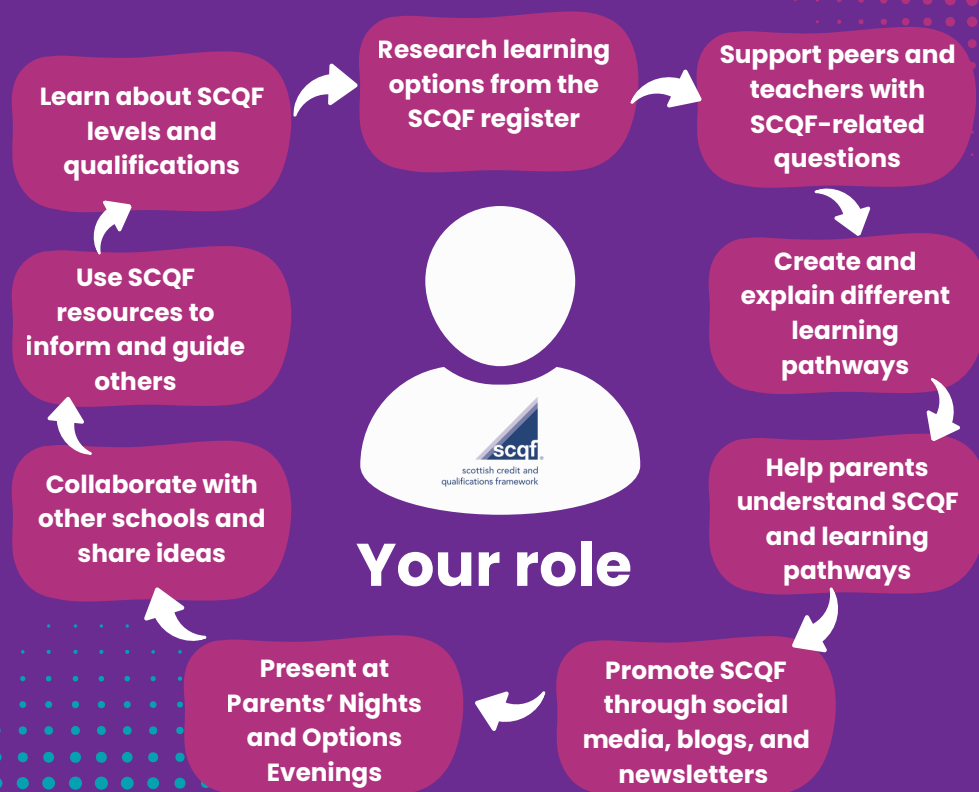 Learn about SCQF
levels and
qualifications
Research learning
options from the
SCQF register
Support peers and
teachers with
SCQF-related
questions
Create and
explain different
learning
pathways
Help parents
understand SCQF
and learning
pathways
Promote SCQF
through social
media, blogs, and
newsletters
Present at
Parents’ Nights
and Options
Evenings
Collaborate with
other schools and
share ideas
Use SCQF
resources to
inform and guide
others
scqf
scottish credit and
qualifications framework
Your role